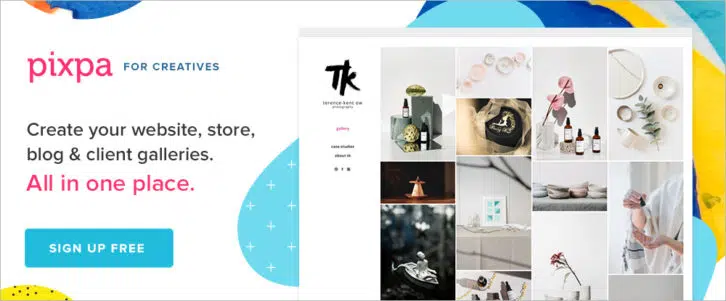 pixpa FOR CREATIVES
Create your website, store,
blog & client galleries.
All in one place.
SIGN UP FREE
Tk
terence-kent ow
photography
gallery
case studies
about tk